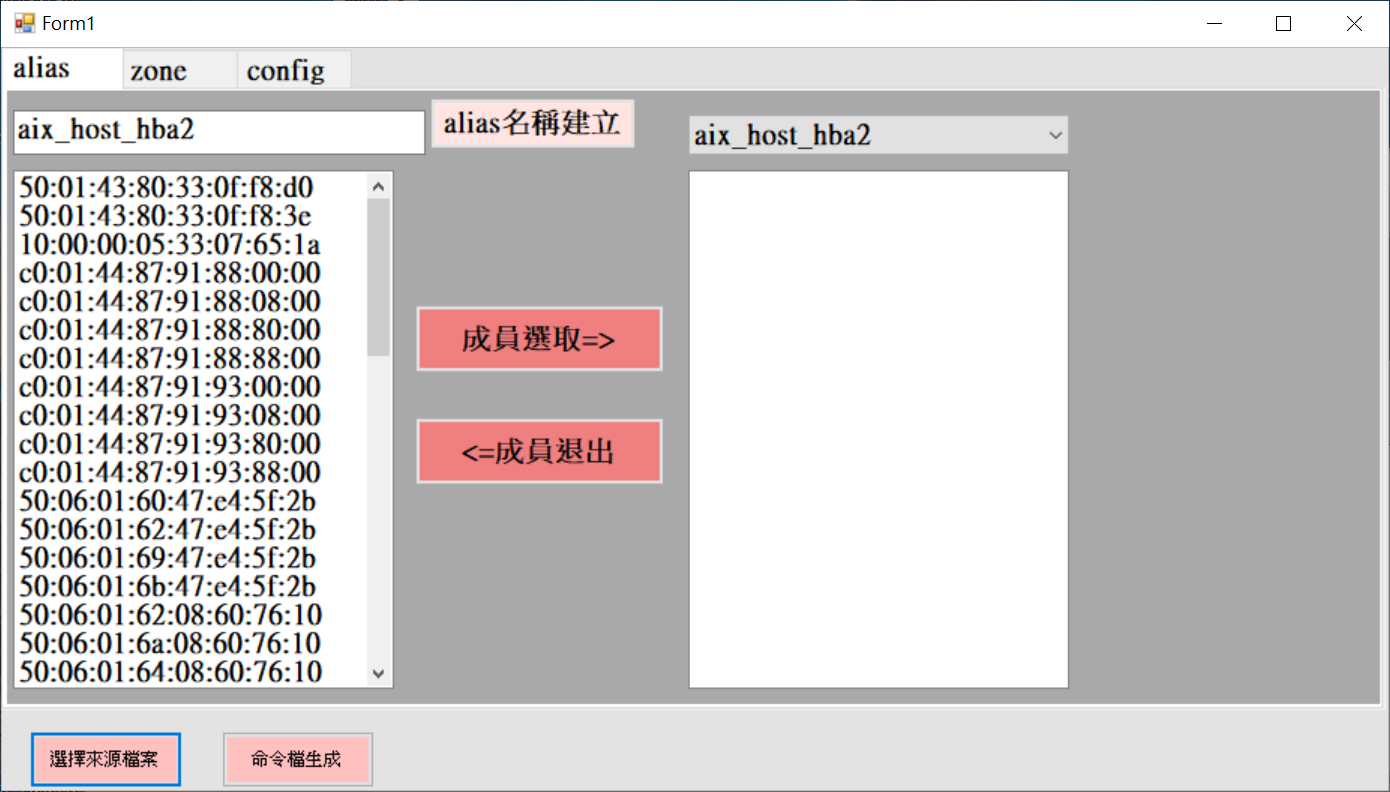 Form1
alias
zone
config
aix_host_hba2
alias名稱建立
aix_host_hba2
50:01:43:80:33:0f:f8:d0
50:01:43:80:33:0f:f8:3e
10:00:00:05:33:07:65:1a
c0:01:44:87:91:88:00:00
c0:01:44:87:91:88:08:00
c0:01:44:87:91:88:80:00
c0:01:44:87:91:88:88:00
c0:01:44:87:91:93:00:00
c0:01:44:87:91:93:08:00
c0:01:44:87:91:93:80:00
c0:01:44:87:91:93:88:00
50:06:01:60:47:e4:5f:2b
50:06:01:62:47:e4:5f:2b
50:06:01:69:47:e4:5f:2b
50:06:01:6b:47:e4:5f:2b
50:06:01:62:08:60:76:10
50:06:01:6a:08:60:76:10
50:06:01:64:08:60:76:10
成員選取=>
<=成員退出
選擇來源檔案
命令檔生成